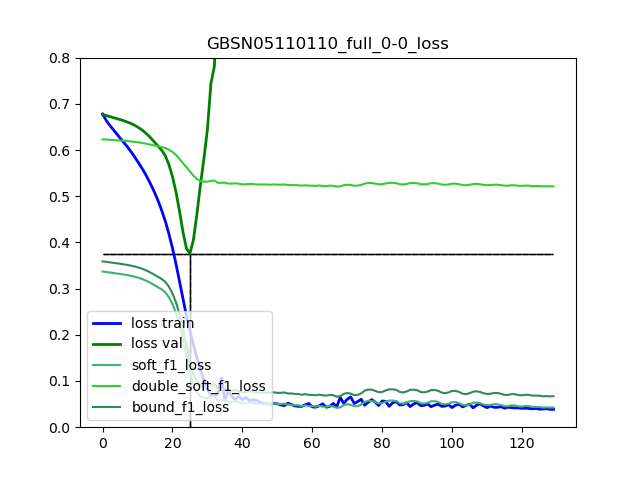 GBSN05110110_full_0-0_loss
0.8
0.7
0.6
0.5
0.4
0.3
0.2
0.1
0.0
loss train
loss val
soft_f1_loss
double_soft_f1_loss
bound_f1_loss
0 20 40 60 80 100 120